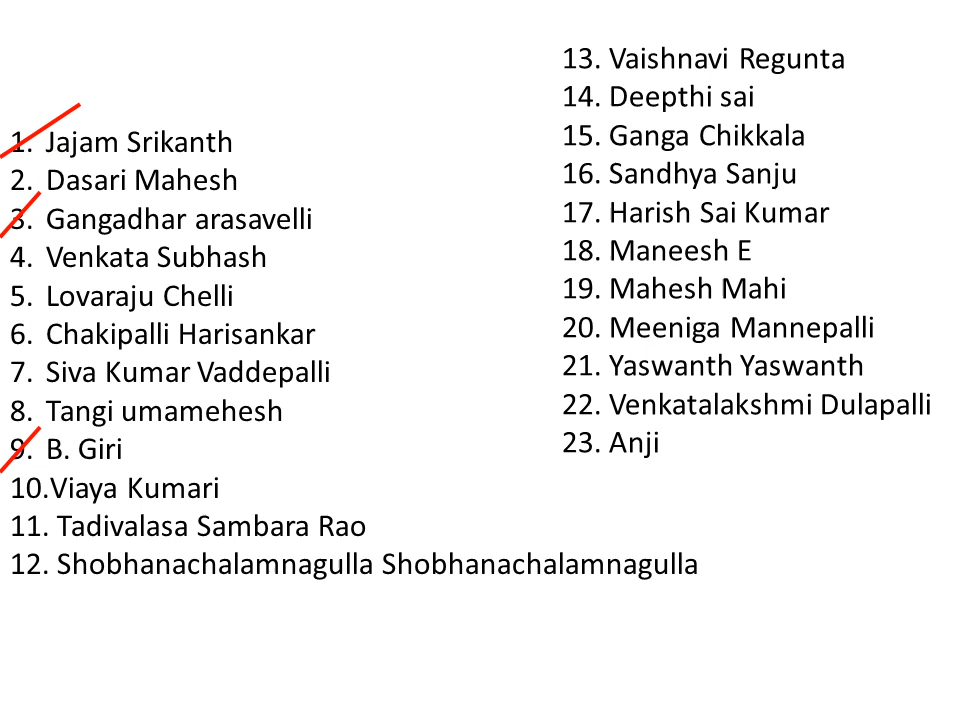 1. Jajam Srikanth
2. Dasari Mahesh
3. Gangadhar arasavelli
4. Venkata Subhash
5. Lovaraju Chelli
6. Chakipalli Harisankar
7. Siva Kumar Vaddepalli
8. Tangi umamehesh
9. B. Giri
10.Viaya Kumari
11. Tadivalasa Sambara Rao
12. Shobhanachalamnagulla Shobhanachalamnagulla
13. Vaishnavi Regunta
14. Deepthi sai
15. Ganga Chikkala
16. Sandhya Sanju
17. Harish Sai Kumar
18. Maneesh E
19. Mahesh Mahi
20. Meeniga Mannepalli
21. Yaswanth Yaswanth
22. Venkatalakshmi Dulapalli
23. Anji